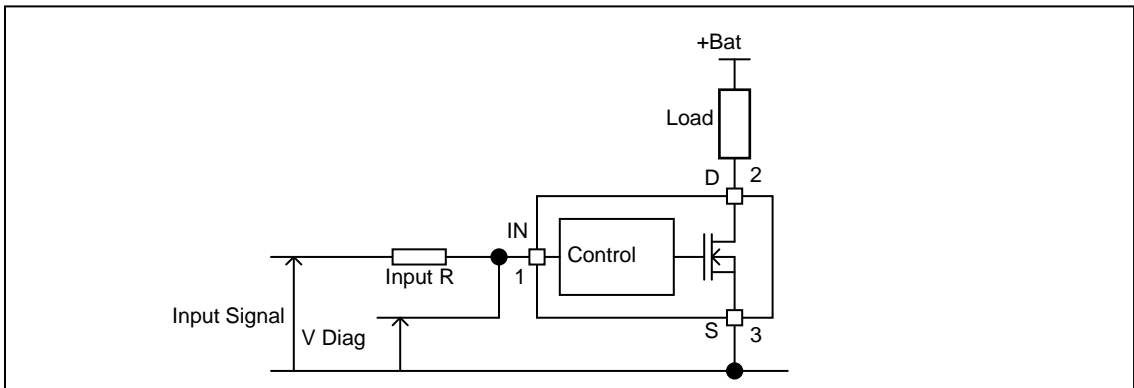 +Bat
Load
D 2
IN
Control
1
Input R
Input Signal
V Diag
S 3